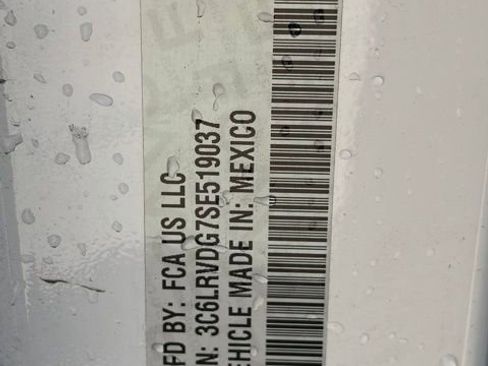 FD BY: FCA US LLC
N: 3C6LRVDG7SE519037
EHICLE MADE IN: MEXICO